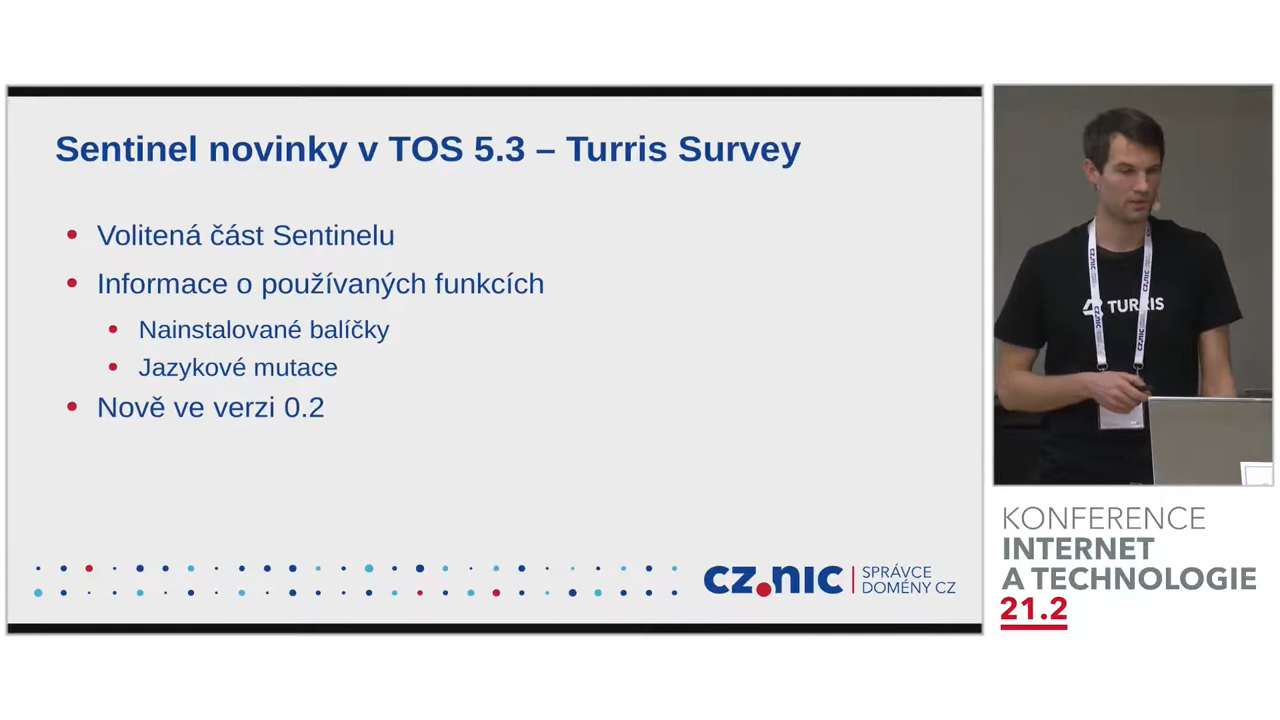 Sentinel novinky v TOS 5.3 – Turris Survey
Volitená část Sentinelu
Informace o používaných funkcích
Nainstalované balíčky
Jazykové mutace
Nově ve verzi 0.2
CZ.NIC
SPRÁVCE
DOMÉNY CZ
TURRIS
KONFERENCE
INTERNET
A TECHNOLOGIE
21.2